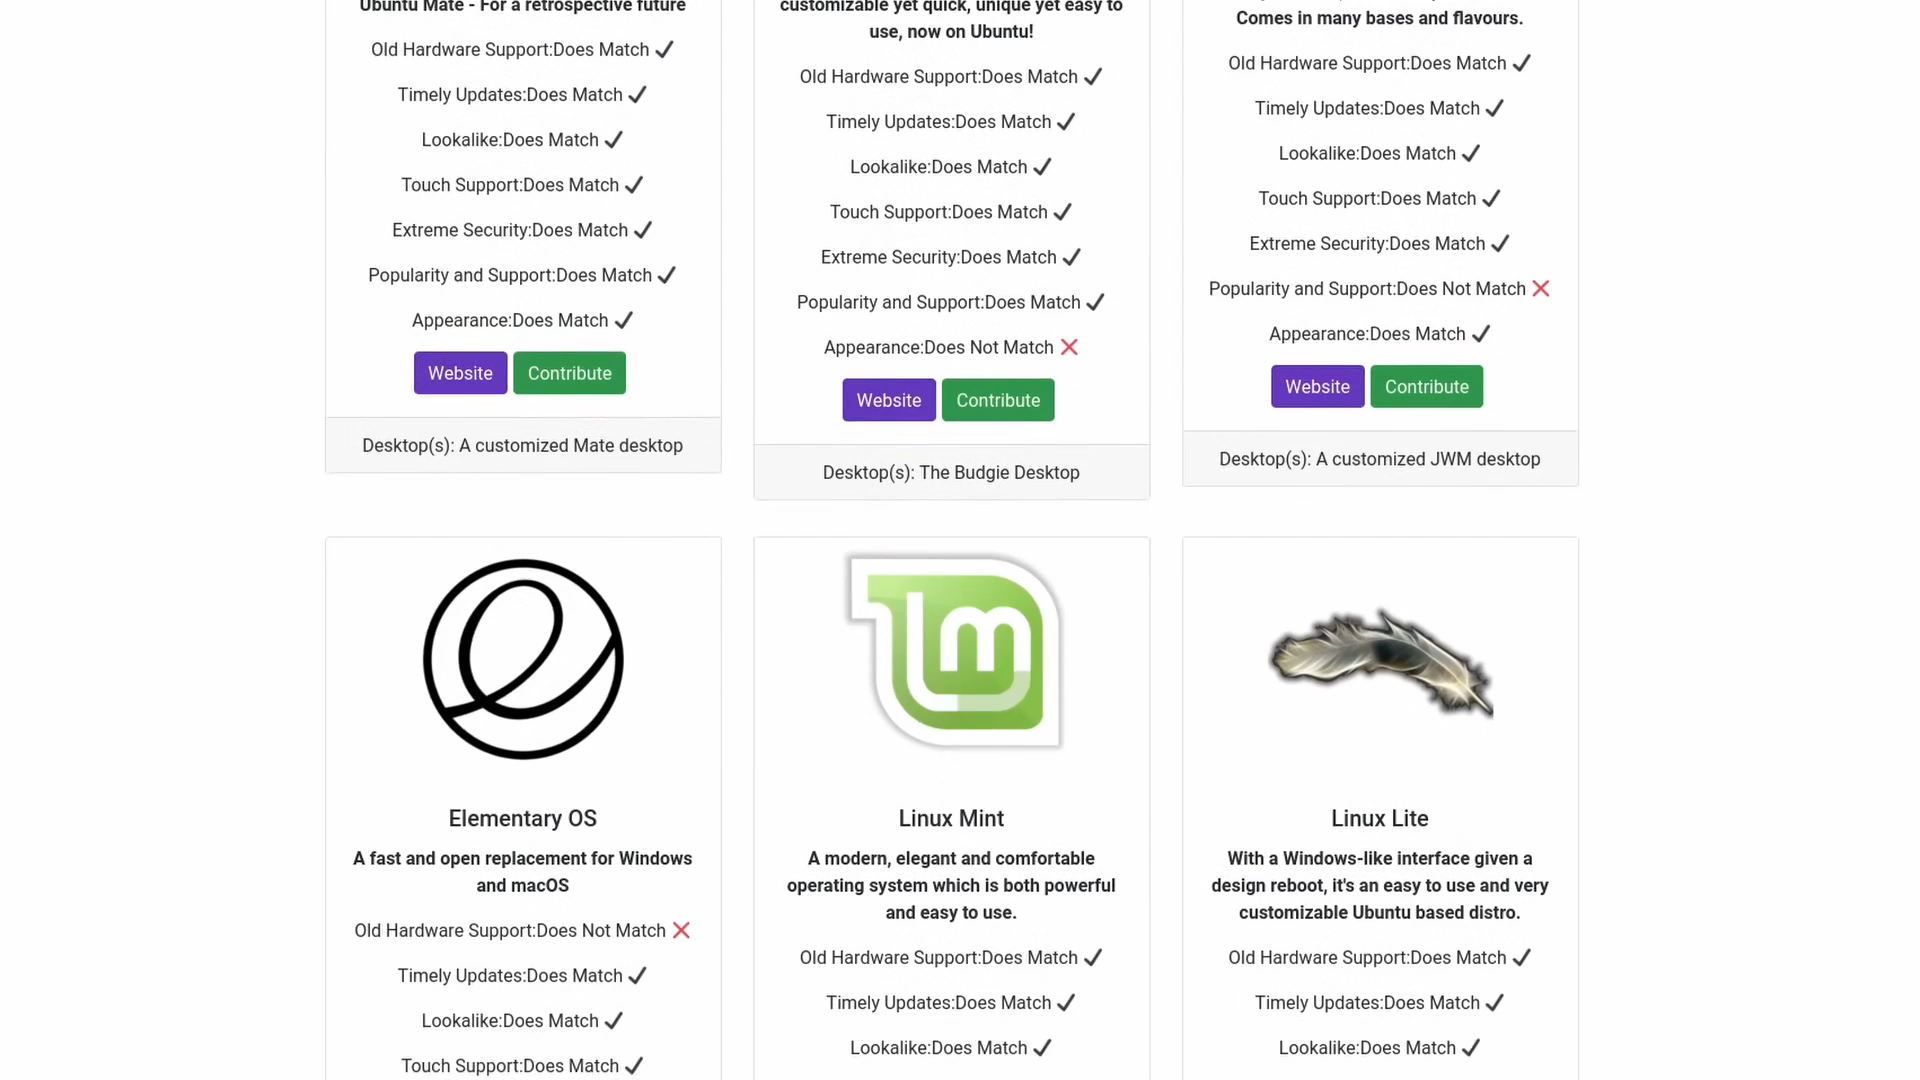 Ubuntu Mate - For a retrospective future
Old Hardware Support:Does Match ✓
Timely Updates:Does Match ✓
Lookalike:Does Match ✓
Touch Support:Does Match ✓
Extreme Security:Does Match ✓
Popularity and Support:Does Match ✓
Appearance:Does Match ✓
Website Contribute
Desktop(s): A customized Mate desktop
customizable yet quick, unique yet easy to
use, now on Ubuntu!
Old Hardware Support:Does Match ✓
Timely Updates:Does Match ✓
Lookalike:Does Match ✓
Touch Support:Does Match ✓
Extreme Security:Does Match ✓
Popularity and Support:Does Match ✓
Appearance:Does Not Match ❌
Website Contribute
Desktop(s): The Budgie Desktop
Comes in many bases and flavours.
Old Hardware Support:Does Match ✓
Timely Updates:Does Match ✓
Lookalike:Does Match ✓
Touch Support:Does Match ✓
Extreme Security:Does Match ✓
Popularity and Support:Does Not Match ❌
Appearance:Does Match ✓
Website Contribute
Desktop(s): A customized JWM desktop
Elementary OS
A fast and open replacement for Windows
and macOS
Old Hardware Support:Does Not Match ❌
Timely Updates:Does Match ✓
Lookalike:Does Match ✓
Touch Support:Does Match ✓
lm
Linux Mint
A modern, elegant and comfortable
operating system which is both powerful
and easy to use.
Old Hardware Support:Does Match ✓
Timely Updates:Does Match ✓
Lookalike:Does Match ✓
Linux Lite
With a Windows-like interface given a
design reboot, it's an easy to use and very
customizable Ubuntu based distro.
Old Hardware Support:Does Match ✓
Timely Updates:Does Match ✓
Lookalike:Does Match ✓